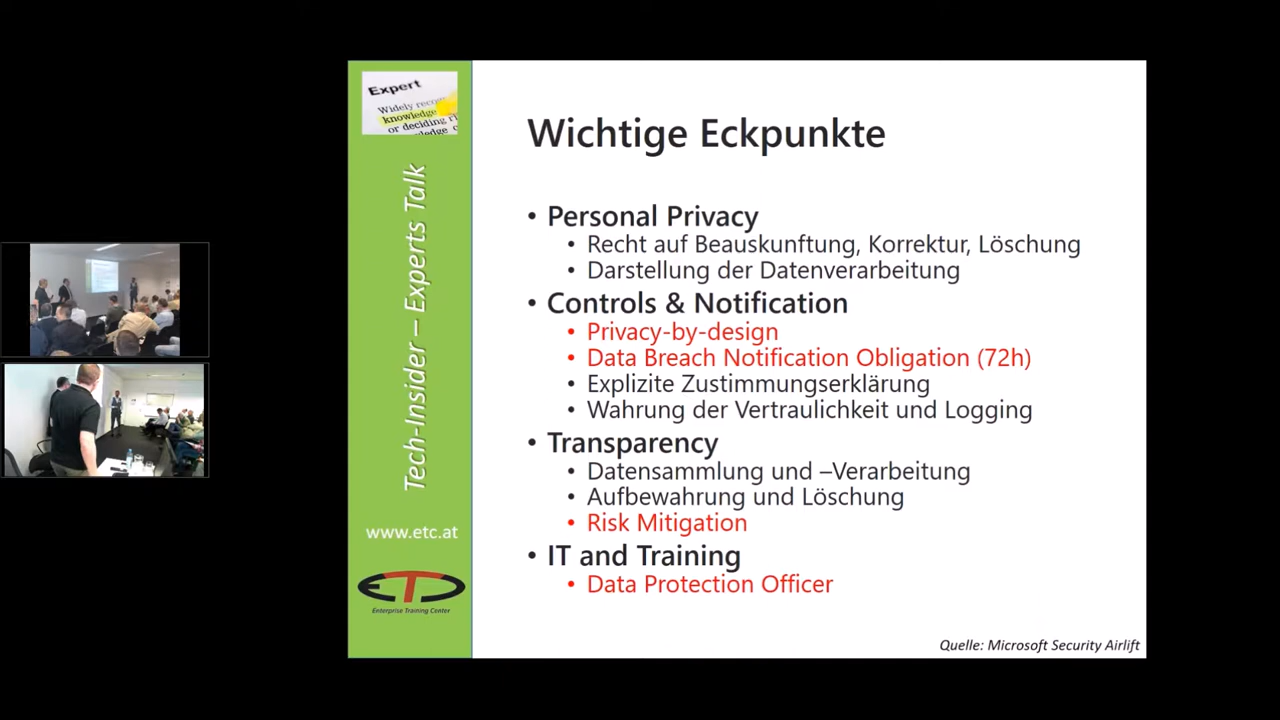 Expert
Widely
knowledge
or deciding
Tech-Insider – Experts Talk
www.etc.at
ETC
Enterprise Training Center
Wichtige Eckpunkte
• Personal Privacy
• Recht auf Beauskunftung, Korrektur, Löschung
• Darstellung der Datenverarbeitung
• Controls & Notification
• Privacy-by-design
• Data Breach Notification Obligation (72h)
• Explizite Zustimmungserklärung
• Wahrung der Vertraulichkeit und Logging
• Transparency
• Datensammlung und –Verarbeitung
• Aufbewahrung und Löschung
• Risk Mitigation
• IT and Training
• Data Protection Officer
Quelle: Microsoft Security Airlift